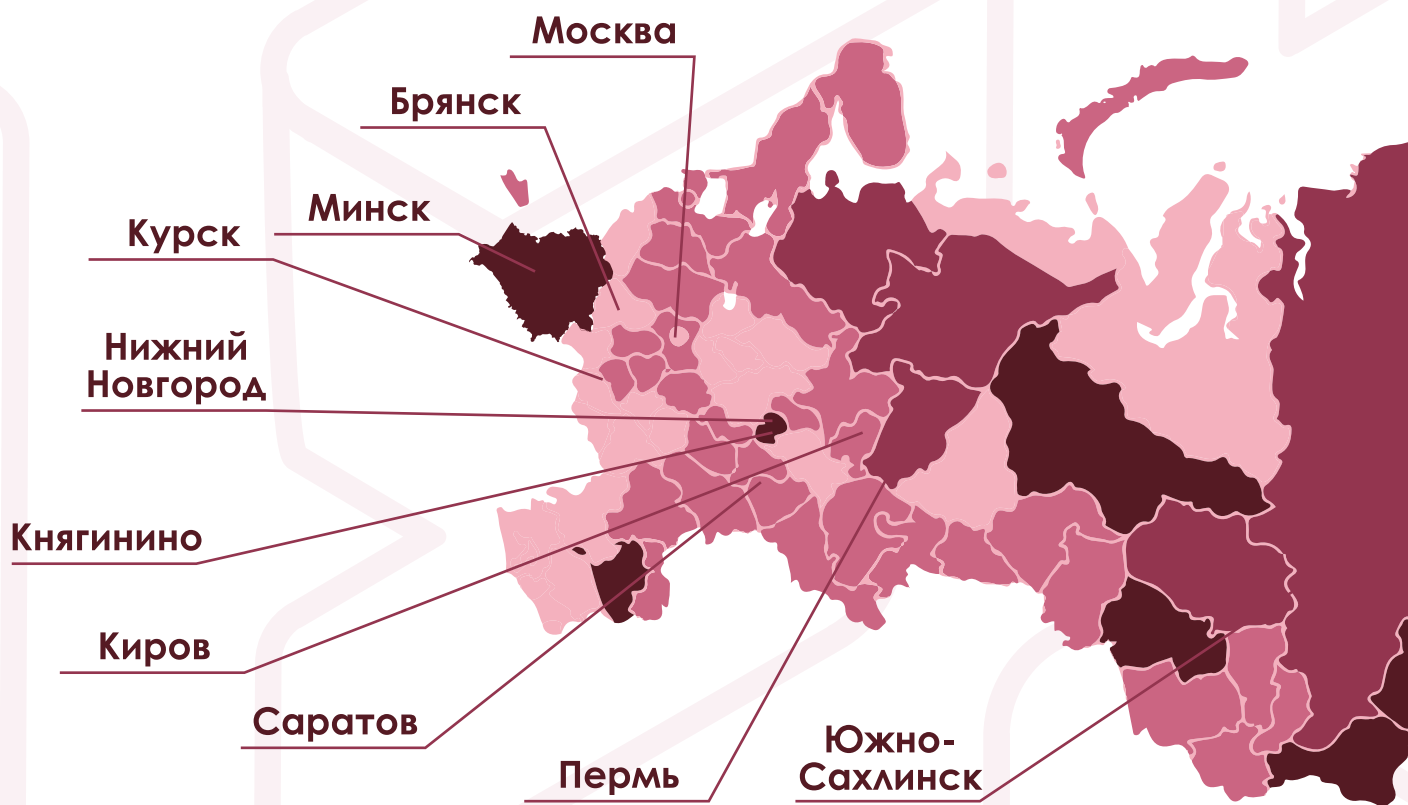 Москва
Брянск
Минск
Курск
Нижний
Новгород
Княгинино
Киров
Саратов
Пермь
Южно-
Сахлинск